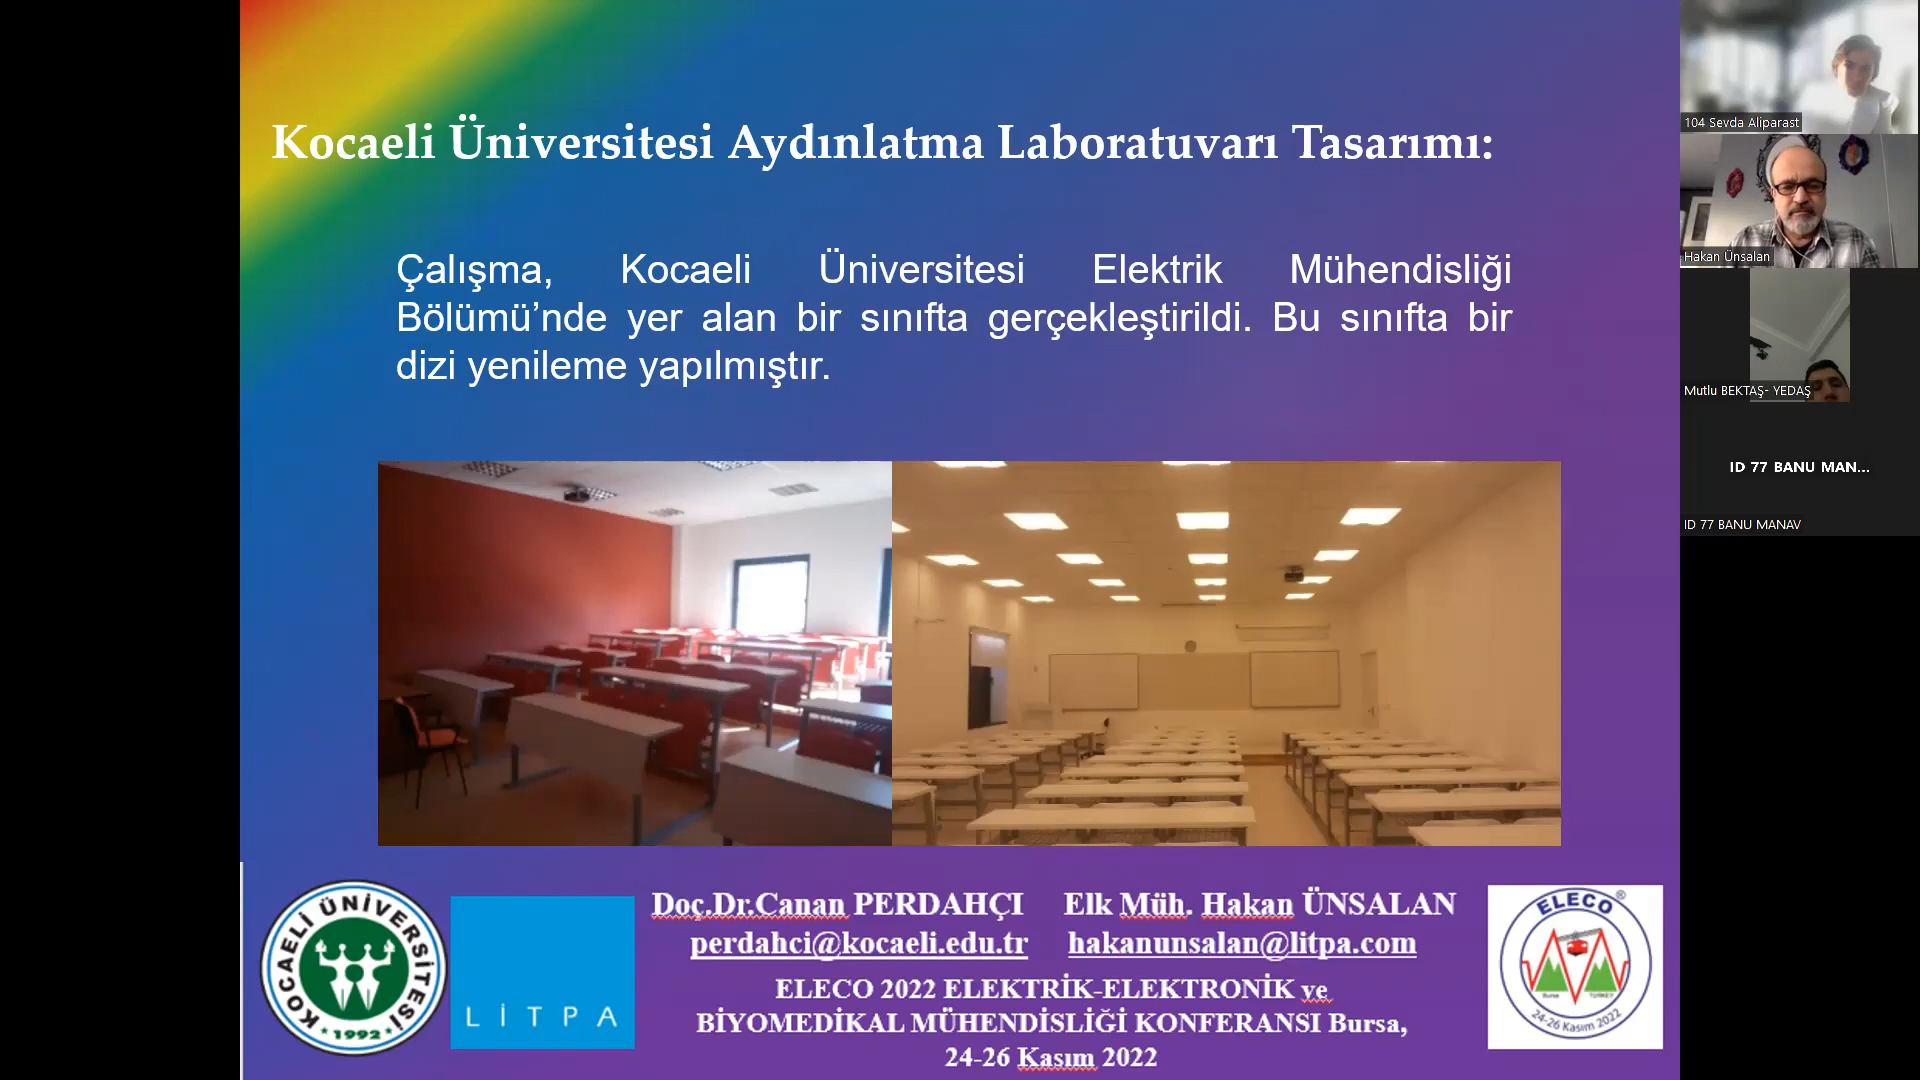 Kocaeli Üniversitesi Aydınlatma Laboratuvarı Tasarımı:
Çalışma, Kocaeli Üniversitesi Elektrik Mühendisliği
Bölümü’nde yer alan bir sınıfta gerçekleştirildi. Bu sınıfta bir
dizi yenileme yapılmıştır.
KOCAELİ ÜNİVERSİTESİ
1992
LİTPA
Doç.Dr.Canan PERDAHÇI
perdahci@kocaeli.edu.tr
Elk Müh. Hakan ÜNSALAN
hakanunsalan@litpa.com
ELECO 2022 ELEKTRİK-ELEKTRONİK ve
BİYOMEDİKAL MÜHENDİSLİĞİ KONFERANSI Bursa,
24-26 Kasım 2022
ELECO ®
Bursa TURKEY
24-26 Kasım 2022
104 Sevda Aliparast
Hakan Ünsalan
Mutlu BEKTAŞ- YEDAŞ
ID 77 BANU MAN...
ID 77 BANU MANAV